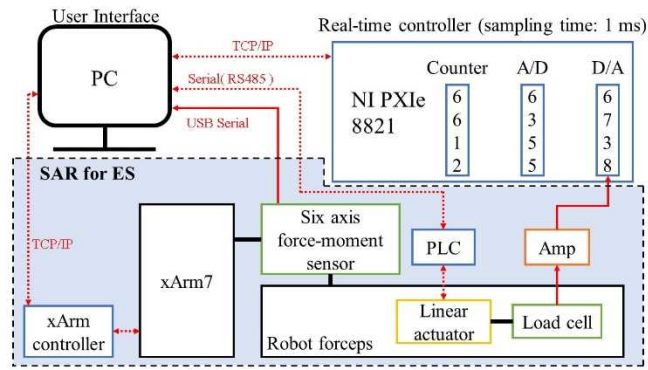 User Interface
PC
TCP/IP
Serial( RS485 )
USB Serial
Real-time controller (sampling time: 1 ms)
NI PXIe
8821
Counter
6
6
1
2
A/D
6
3
5
5
D/A
6
7
3
8
SAR for ES
TCP/IP
xArm
controller
xArm7
Six axis
force-moment
sensor
PLC
Amp
Linear
actuator
Load cell
Robot forceps